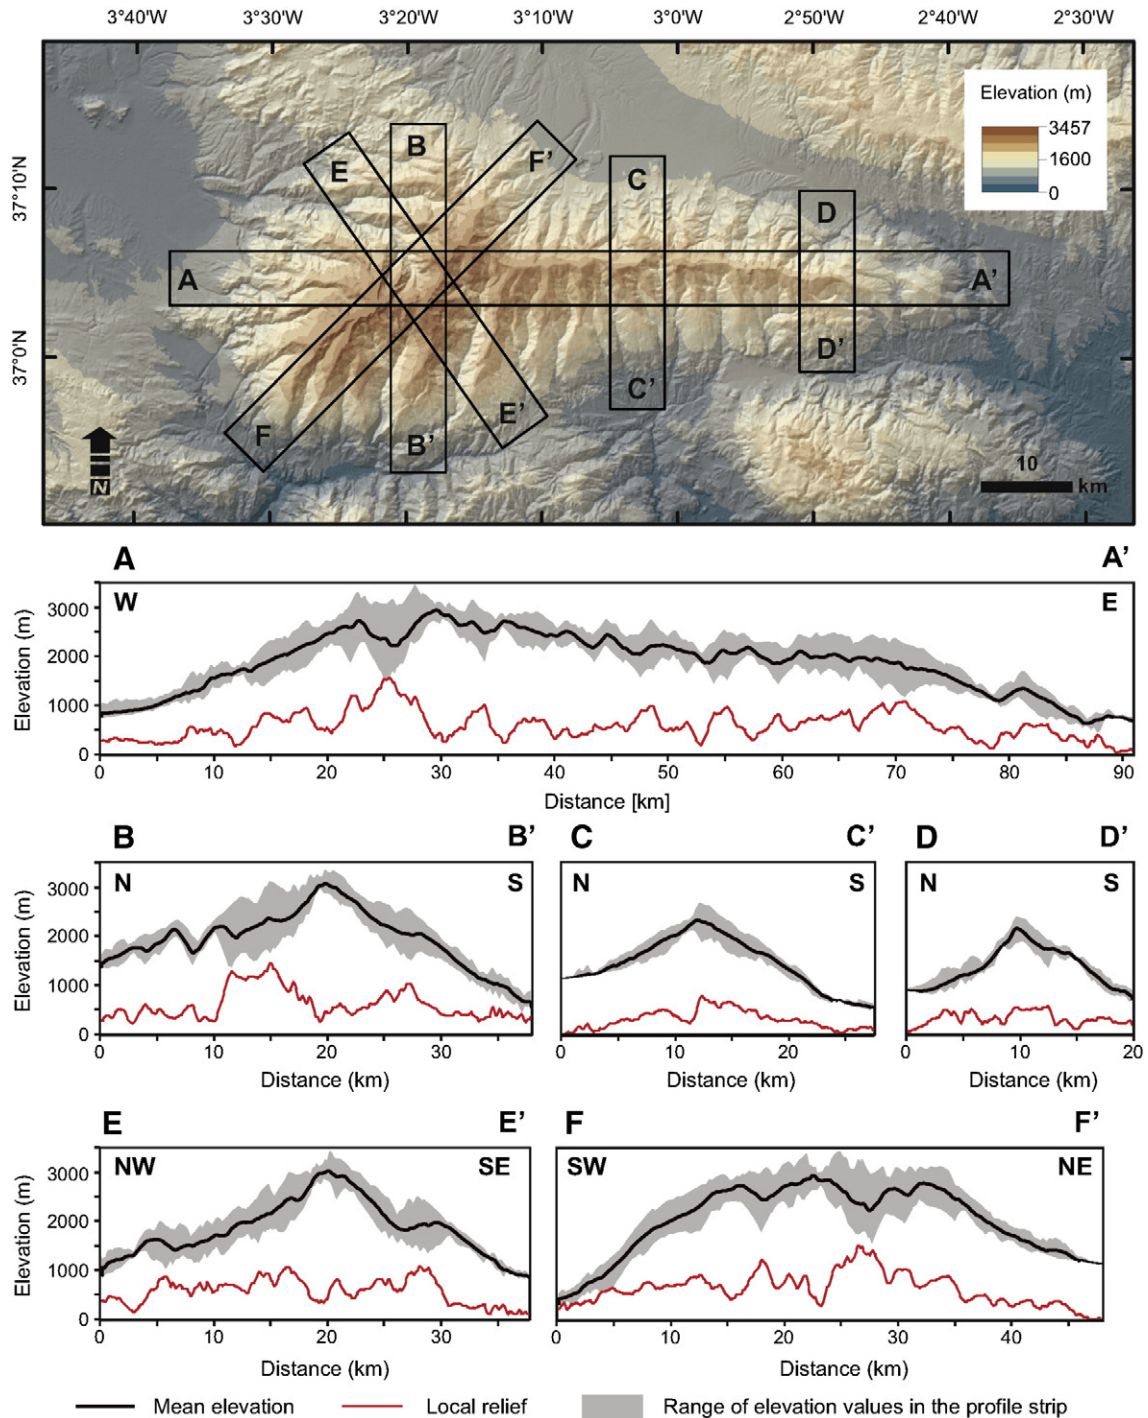 3°40'W 3°30'W 3°20'W 3°10'W 3°0'W 2°50'W 2°40'W 2°30'W
37°10'N
37°0'N
Elevation (m)
3457
1600
0
E B F' C D
A A'
F B' E' C' D'
N
10
km
A A'
W E
Elevation (m)
3000
2000
1000
0
0 10 20 30 40 50 60 70 80 90
Distance [km]
B B' C C' D D'
N S N S N S
Elevation (m)
3000
2000
1000
0
0 10 20 30 0 10 20 0 10 20
Distance (km) Distance (km) Distance (km)
E E' F F'
NW SE SW NE
Elevation (m)
3000
2000
1000
0
0 10 20 30 0 10 20 30 40
Distance (km) Distance (km)
Mean elevation Local relief Range of elevation values in the profile strip